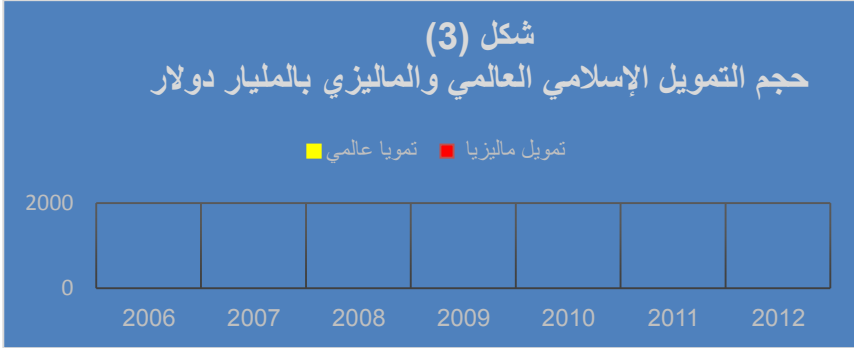 شكل (3)
حجم التمويل الإسلامي العالمي والماليزي بالمليار دولار
تمويل ماليزيا تمويا عالمي
2000
0
2006 2007 2008 2009 2010 2011 2012